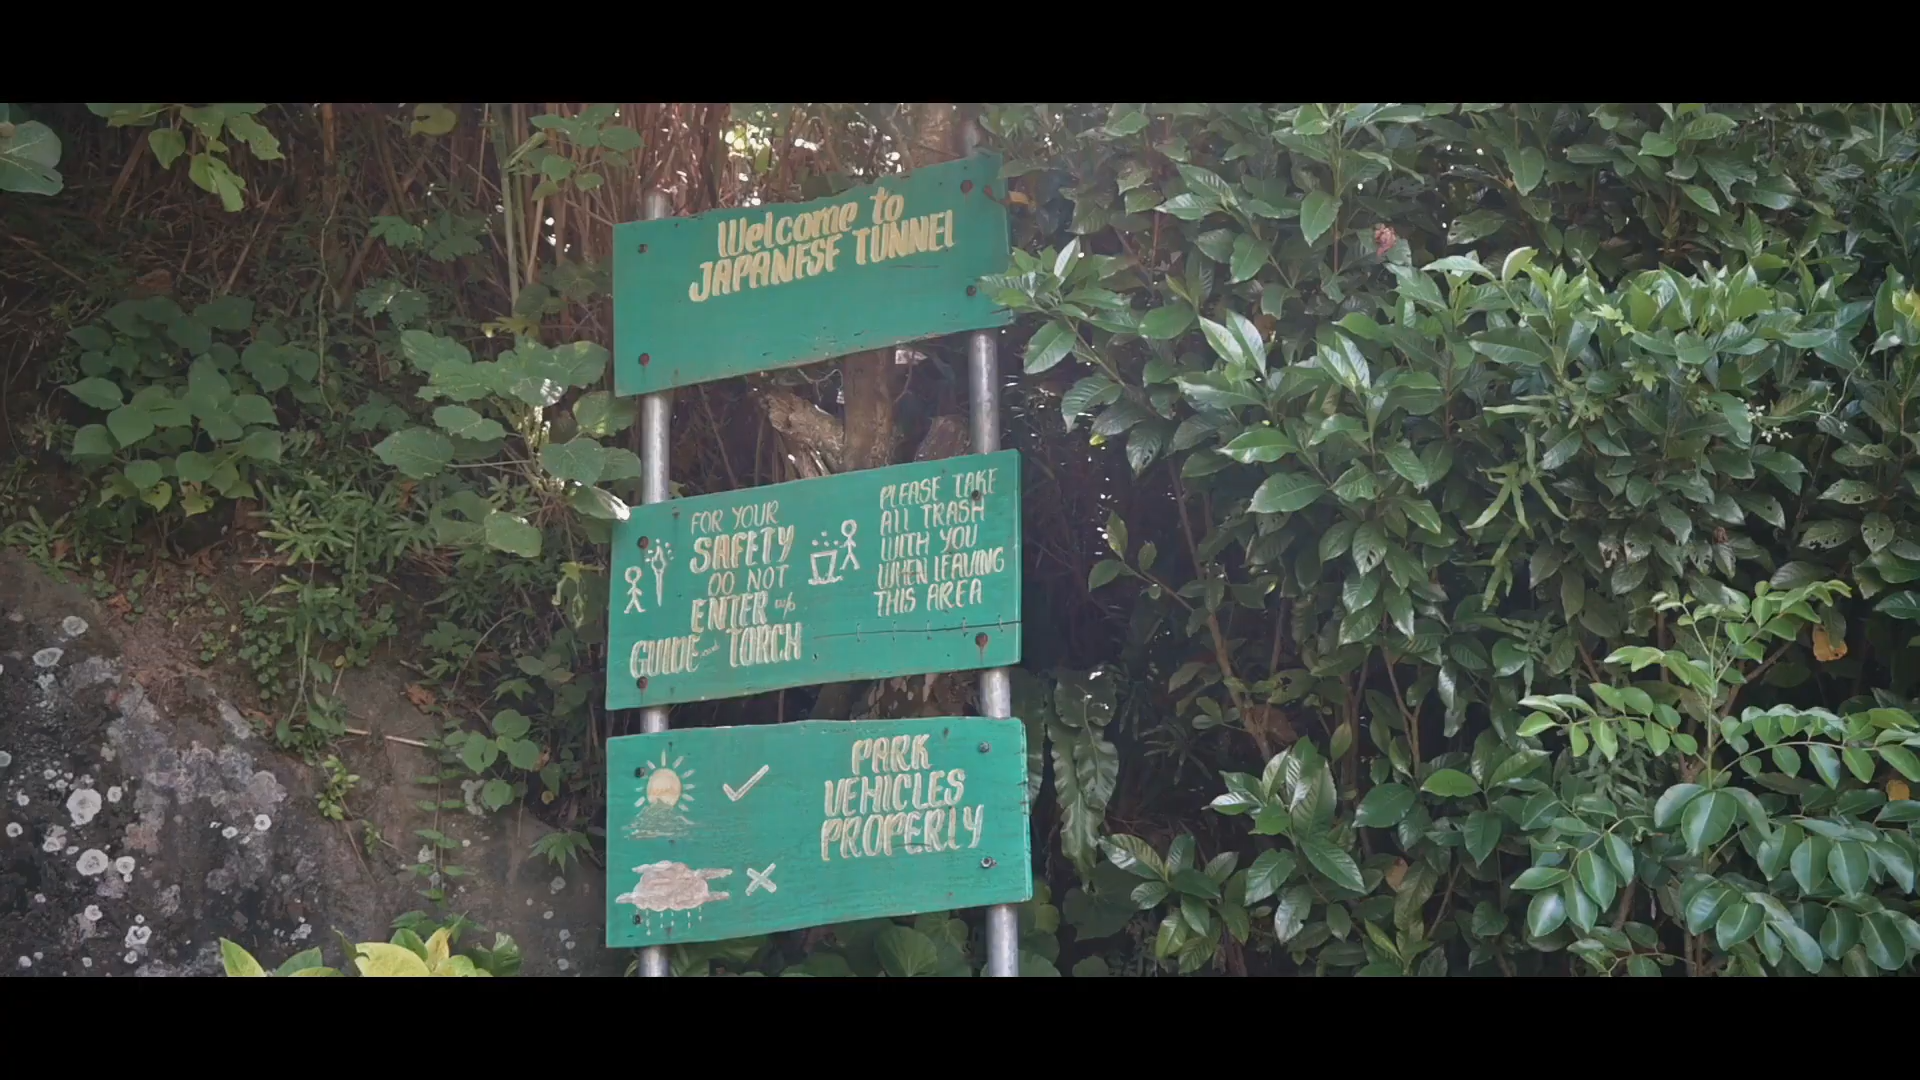 Welcome to
JAPANESE TUNNEL
FOR YOUR
SAFETY
DO NOT
ENTER w/o
GUIDE and TORCH
PLEASE TAKE
ALL TRASH
WITH YOU
WHEN LEAVING
THIS AREA
PARK
VEHICLES
PROPERLY